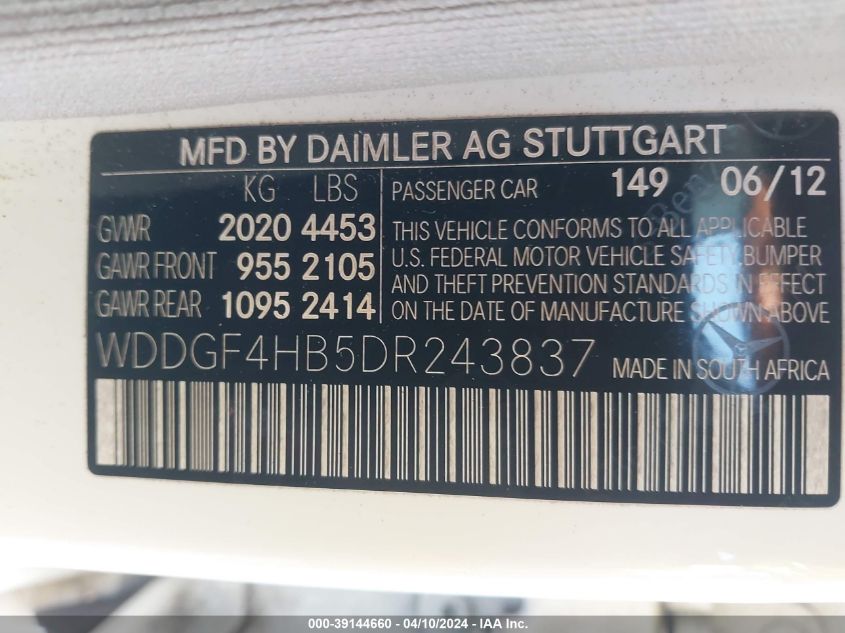 MFD BY DAIMLER AG STUTTGART
KG LBS
GVWR 2020 4453
GAWR FRONT 955 2105
GAWR REAR 1095 2414
PASSENGER CAR 149 06/12
THIS VEHICLE CONFORMS TO ALL APPLICABLE
U.S. FEDERAL MOTOR VEHICLE SAFETY, BUMPER
AND THEFT PREVENTION STANDARDS IN EFFECT
ON THE DATE OF MANUFACTURE SHOWN ABOVE
WDDGF4HB5DR243837 MADE IN SOUTH AFRICA
000-39144660 - 04/10/2024 - IAA Inc.